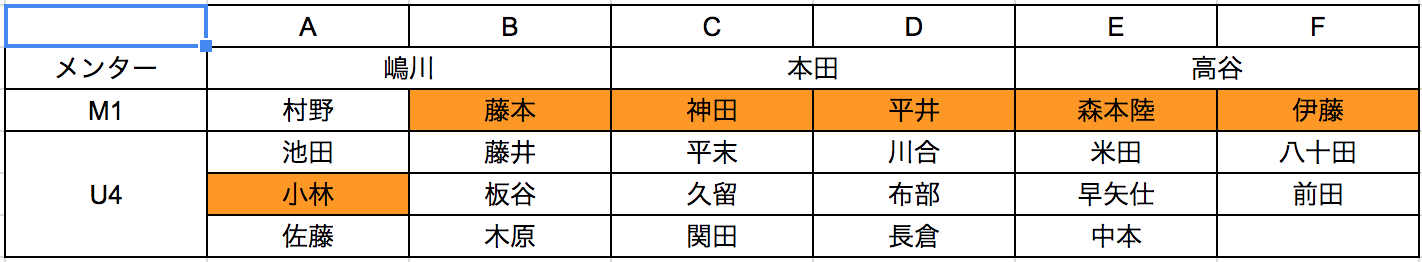 A B C D E F
メンター 嶋川 本田 高谷
M1 村野 藤本 神田 平井 森本陸 伊藤
池田 藤井 平末 川合 米田 八十田
U4 小林 板谷 久留 布部 早矢仕 前田
佐藤 木原 関田 長倉 中本